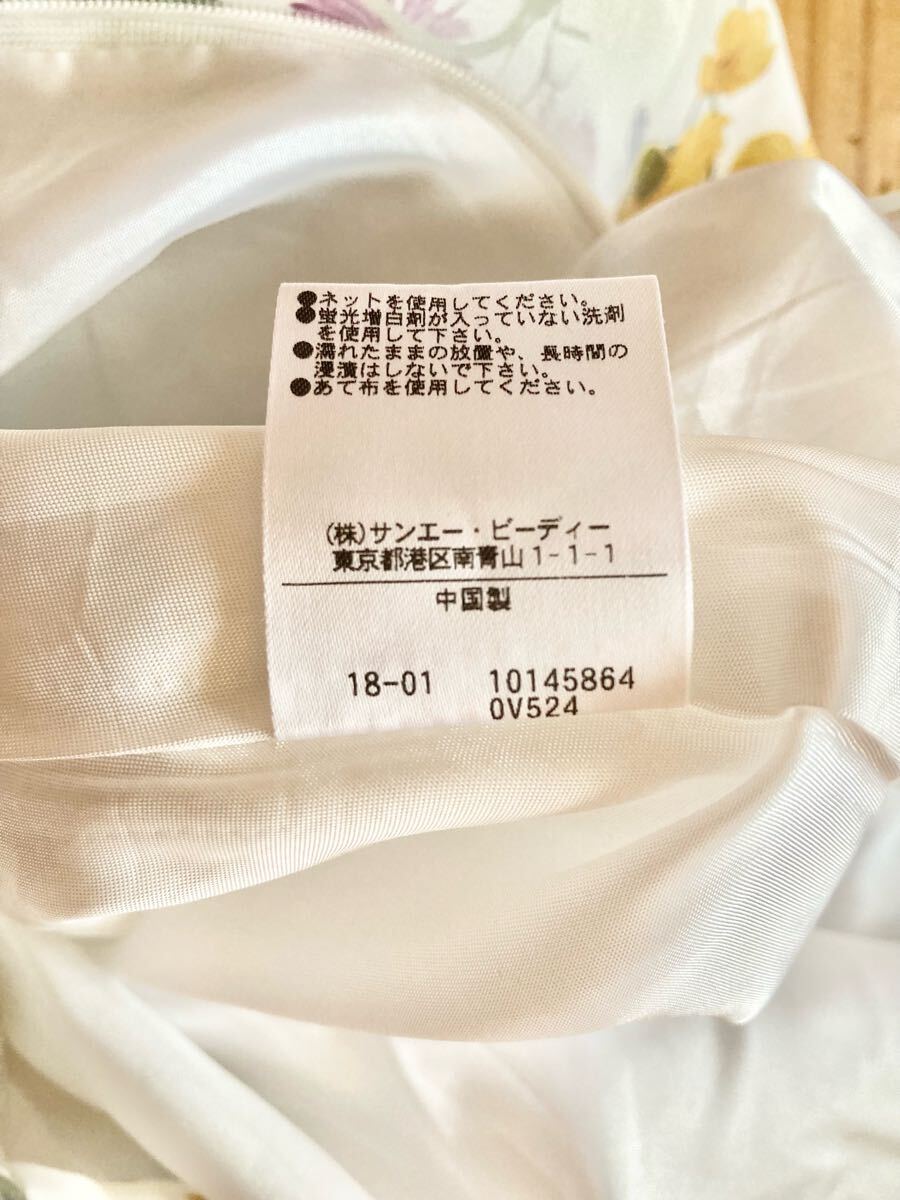 ●ネットを使用してください。
●蛍光増白剤が入っていない洗剤
を使用して下さい。
●濡れたままの放置や、長時間の
浸漬はしないで下さい。
●あて布を使用してください。
(株)サンエー・ビーディー
東京都港区南青山1-1-1
中国製
18-01 10145864
0V524